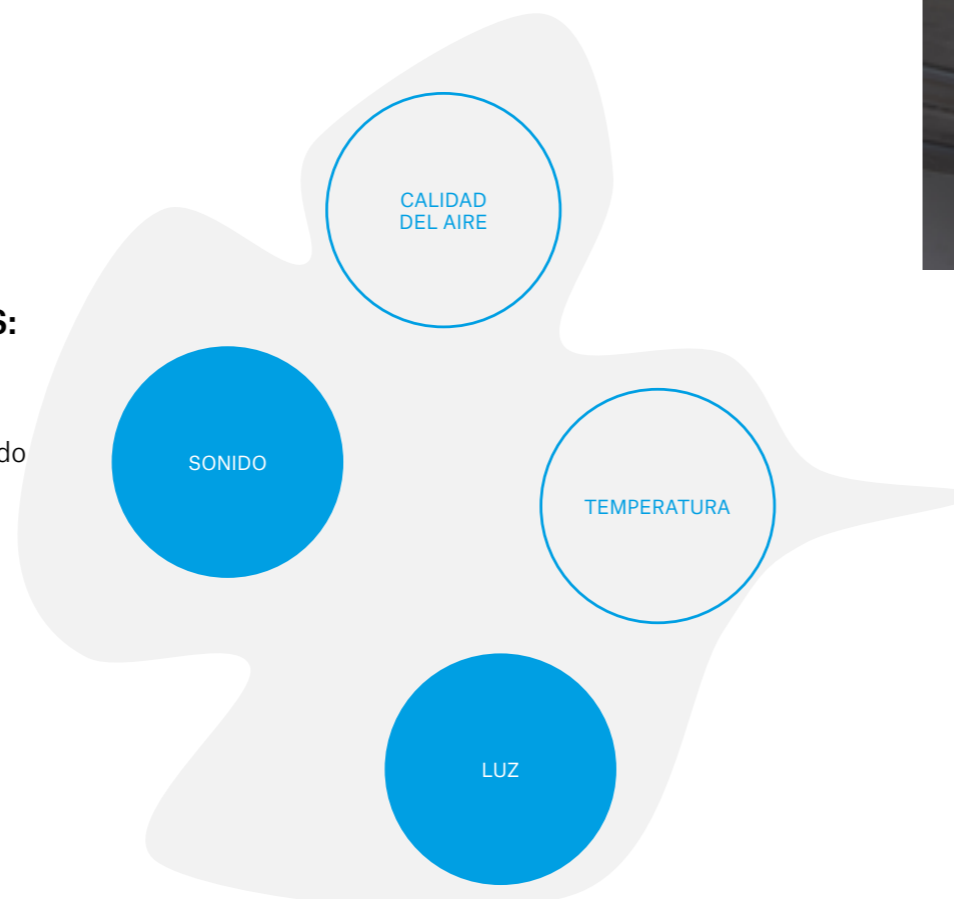 CALIDAD
DEL AIRE
S:
do
SONIDO
TEMPERATURA
LUZ